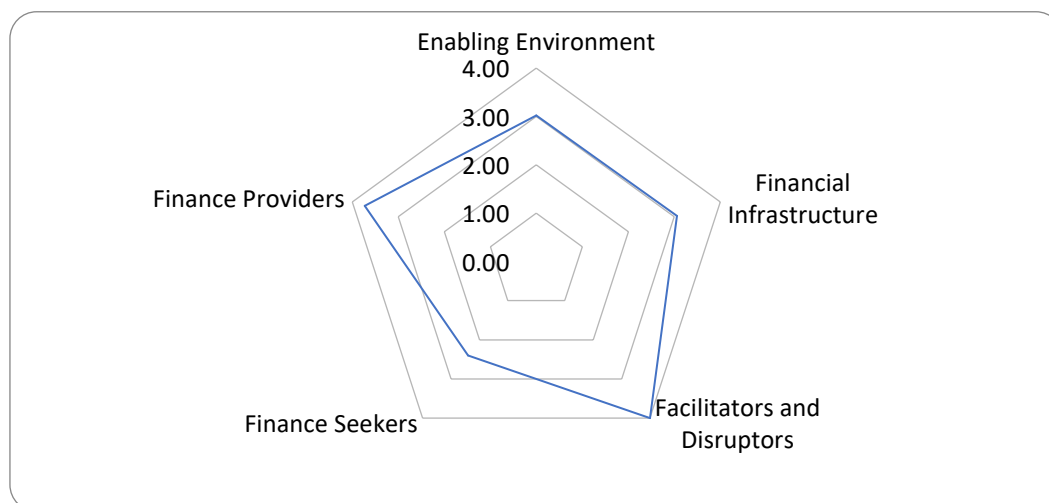 Enabling Environment
4.00
3.00
2.00
1.00
0.00
Financial
Infrastructure
Facilitators and
Disruptors
Finance Seekers
Finance Providers